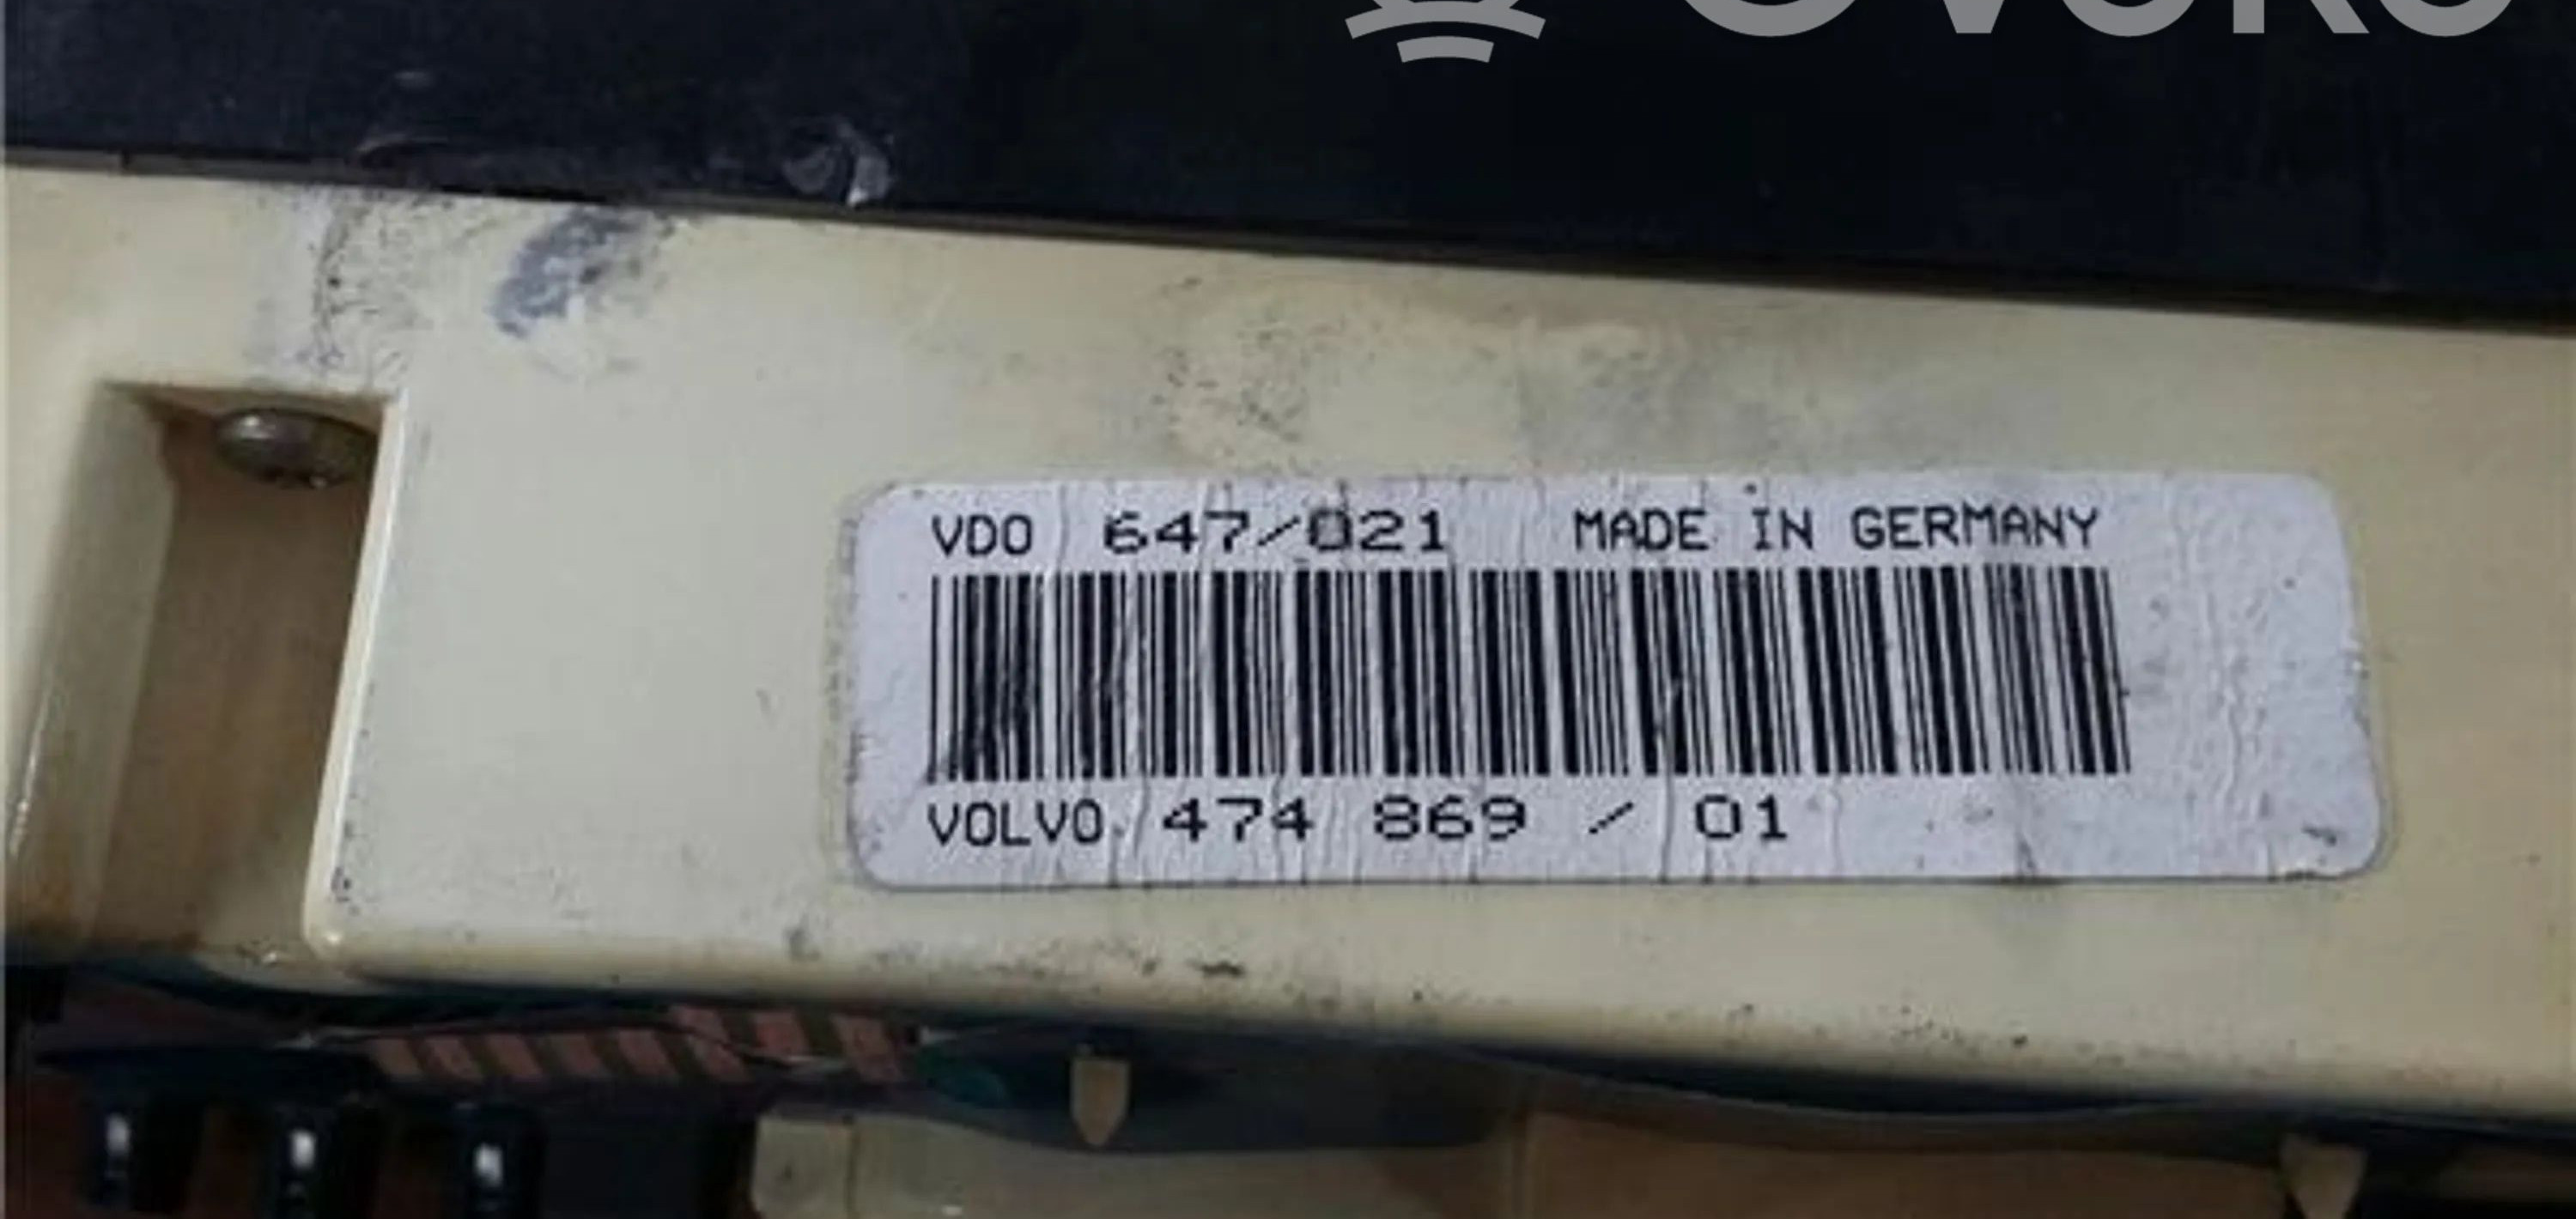 VDO 647/021 MADE IN GERMANY
VOLVO 474 869 / 01